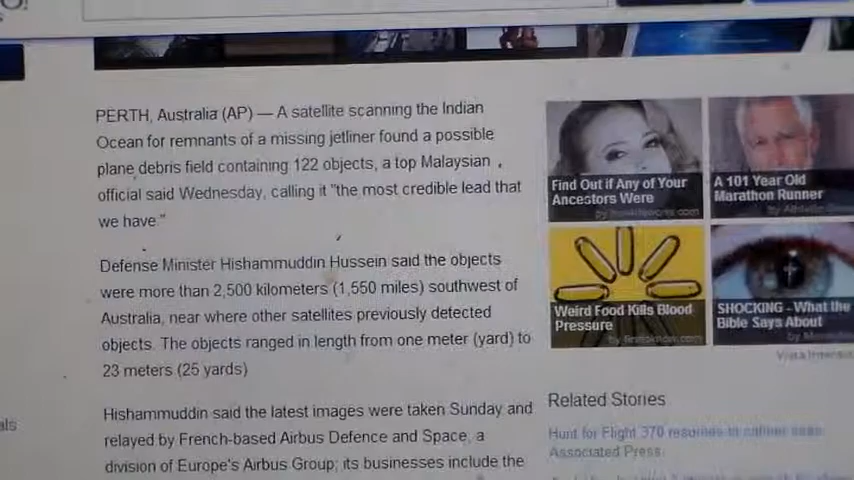 PERTH, Australia (AP) — A satellite scanning the Indian
Ocean for remnants of a missing jetliner found a possible
plane debris field containing 122 objects, a top Malaysian
official said Wednesday, calling it "the most credible lead that
we have."
Defense Minister Hishammuddin Hussein said the objects
were more than 2,500 kilometers (1,550 miles) southwest of
Australia, near where other satellites previously detected
objects. The objects ranged in length from one meter (yard) to
23 meters (25 yards)
Hishammuddin said the latest images were taken Sunday and
relayed by French-based Airbus Defence and Space, a
division of Europe's Airbus Group; its businesses include the
Find Out if Any of Your
Ancestors Were
A 101 Year Old
Marathon Runner
Weird Food Kills Blood
Pressure
SHOCKING - What the
Bible Says About
Related Stories
Hunt for Flight 370 resumes
Associated Press
als